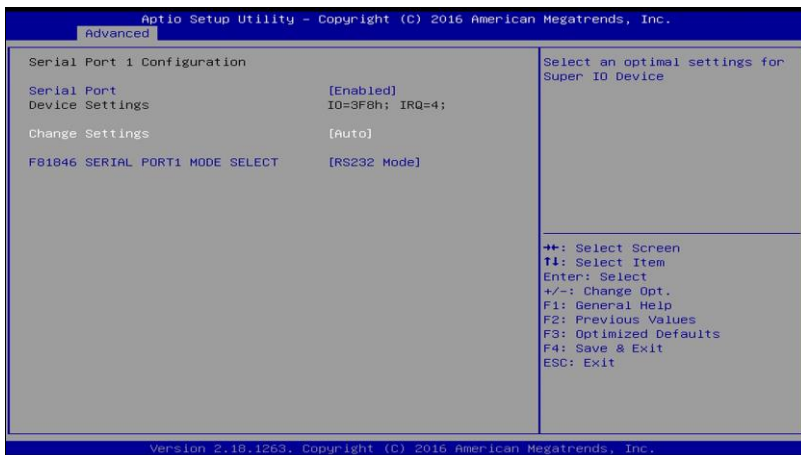 Aptio Setup Utility – Copyright (C) 2016 American Megatrends, Inc.
Advanced
Serial Port 1 Configuration
Serial Port [Enabled]
Device Settings IO=3F8h; IRQ=4;
Change Settings [Auto]
F81846 SERIAL PORT1 MODE SELECT [RS232 Mode]
Select an optimal settings for
Super IO Device
→←: Select Screen
↑↓: Select Item
Enter: Select
+/-: Change Opt.
F1: General Help
F2: Previous Values
F3: Optimized Defaults
F4: Save & Exit
ESC: Exit
Version 2.18.1263. Copyright (C) 2016 American Megatrends, Inc.